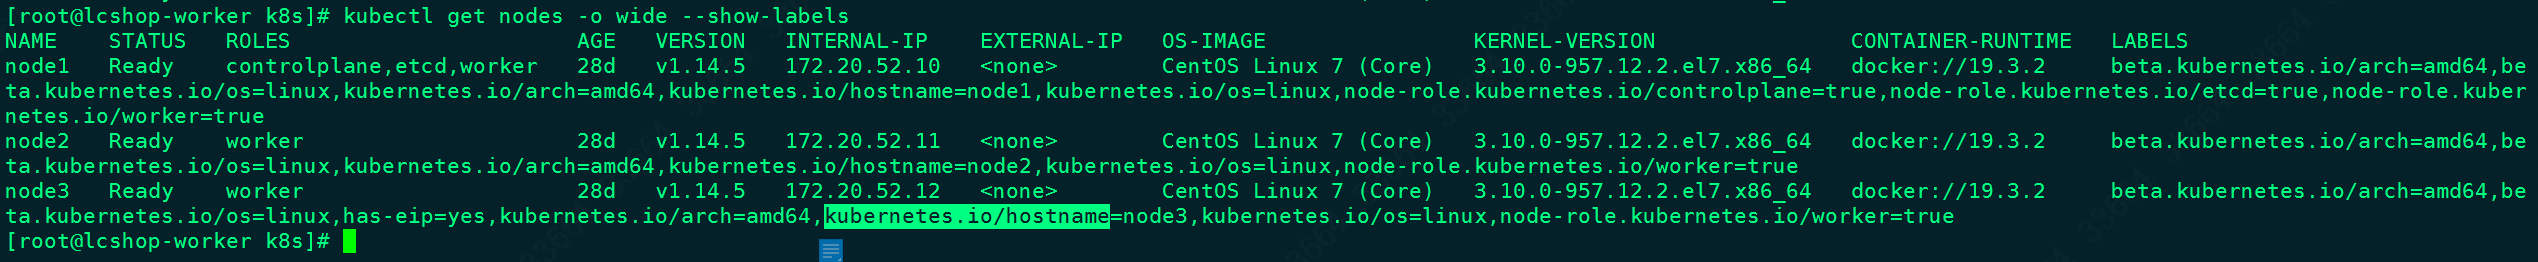 [root@lcshop-worker k8s]# kubectl get nodes -o wide --show-labels
NAME STATUS ROLES AGE VERSION INTERNAL-IP EXTERNAL-IP OS-IMAGE KERNEL-VERSION CONTAINER-RUNTIME LABELS
node1 Ready controlplane,etcd,worker 28d v1.14.5 172.20.52.10 <none> CentOS Linux 7 (Core) 3.10.0-957.12.2.el7.x86_64 docker://19.3.2 beta.kubernetes.io/arch=amd64,be
ta.kubernetes.io/os=linux,kubernetes.io/arch=amd64,kubernetes.io/hostname=node1,kubernetes.io/os=linux,node-role.kubernetes.io/controlplane=true,node-role.kubernetes.io/etcd=true,node-role.kuber
netes.io/worker=true
node2 Ready worker 28d v1.14.5 172.20.52.11 <none> CentOS Linux 7 (Core) 3.10.0-957.12.2.el7.x86_64 docker://19.3.2 beta.kubernetes.io/arch=amd64,be
ta.kubernetes.io/os=linux,kubernetes.io/arch=amd64,kubernetes.io/hostname=node2,kubernetes.io/os=linux,node-role.kubernetes.io/worker=true
node3 Ready worker 28d v1.14.5 172.20.52.12 <none> CentOS Linux 7 (Core) 3.10.0-957.12.2.el7.x86_64 docker://19.3.2 beta.kubernetes.io/arch=amd64,be
ta.kubernetes.io/os=linux,has-eip=yes,kubernetes.io/arch=amd64,kubernetes.io/hostname=node3,kubernetes.io/os=linux,node-role.kubernetes.io/worker=true
[root@lcshop-worker k8s]#